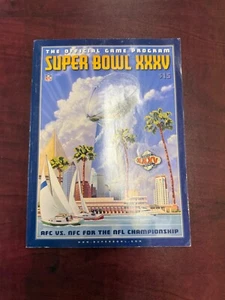 THE OFFICIAL GAME PROGRAM
SUPER BOWL XXXV
$15
XXXV
AFC VS. NFC FOR THE NFL CHAMPIONSHIP